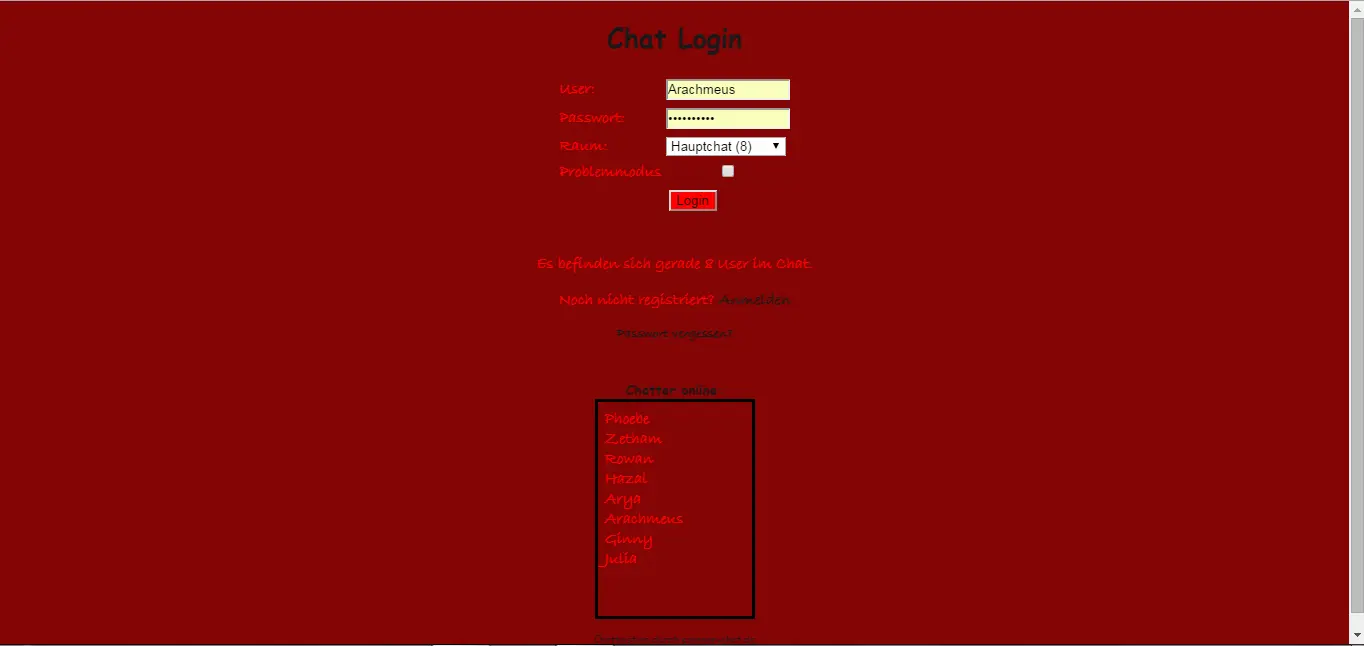 Chat Login
User: Arachmeus
Passwort: ••••••••••
Raum: Hauptchat (8)
Problemmodus
Login
Es befinden sich gerade 8 User im Chat.
Noch nicht registriert? Anmelden
Passwort vergessen?
Chatter online
Phoebe
Zetham
Rowan
Hazal
Arya
Arachmeus
Ginny
Julia